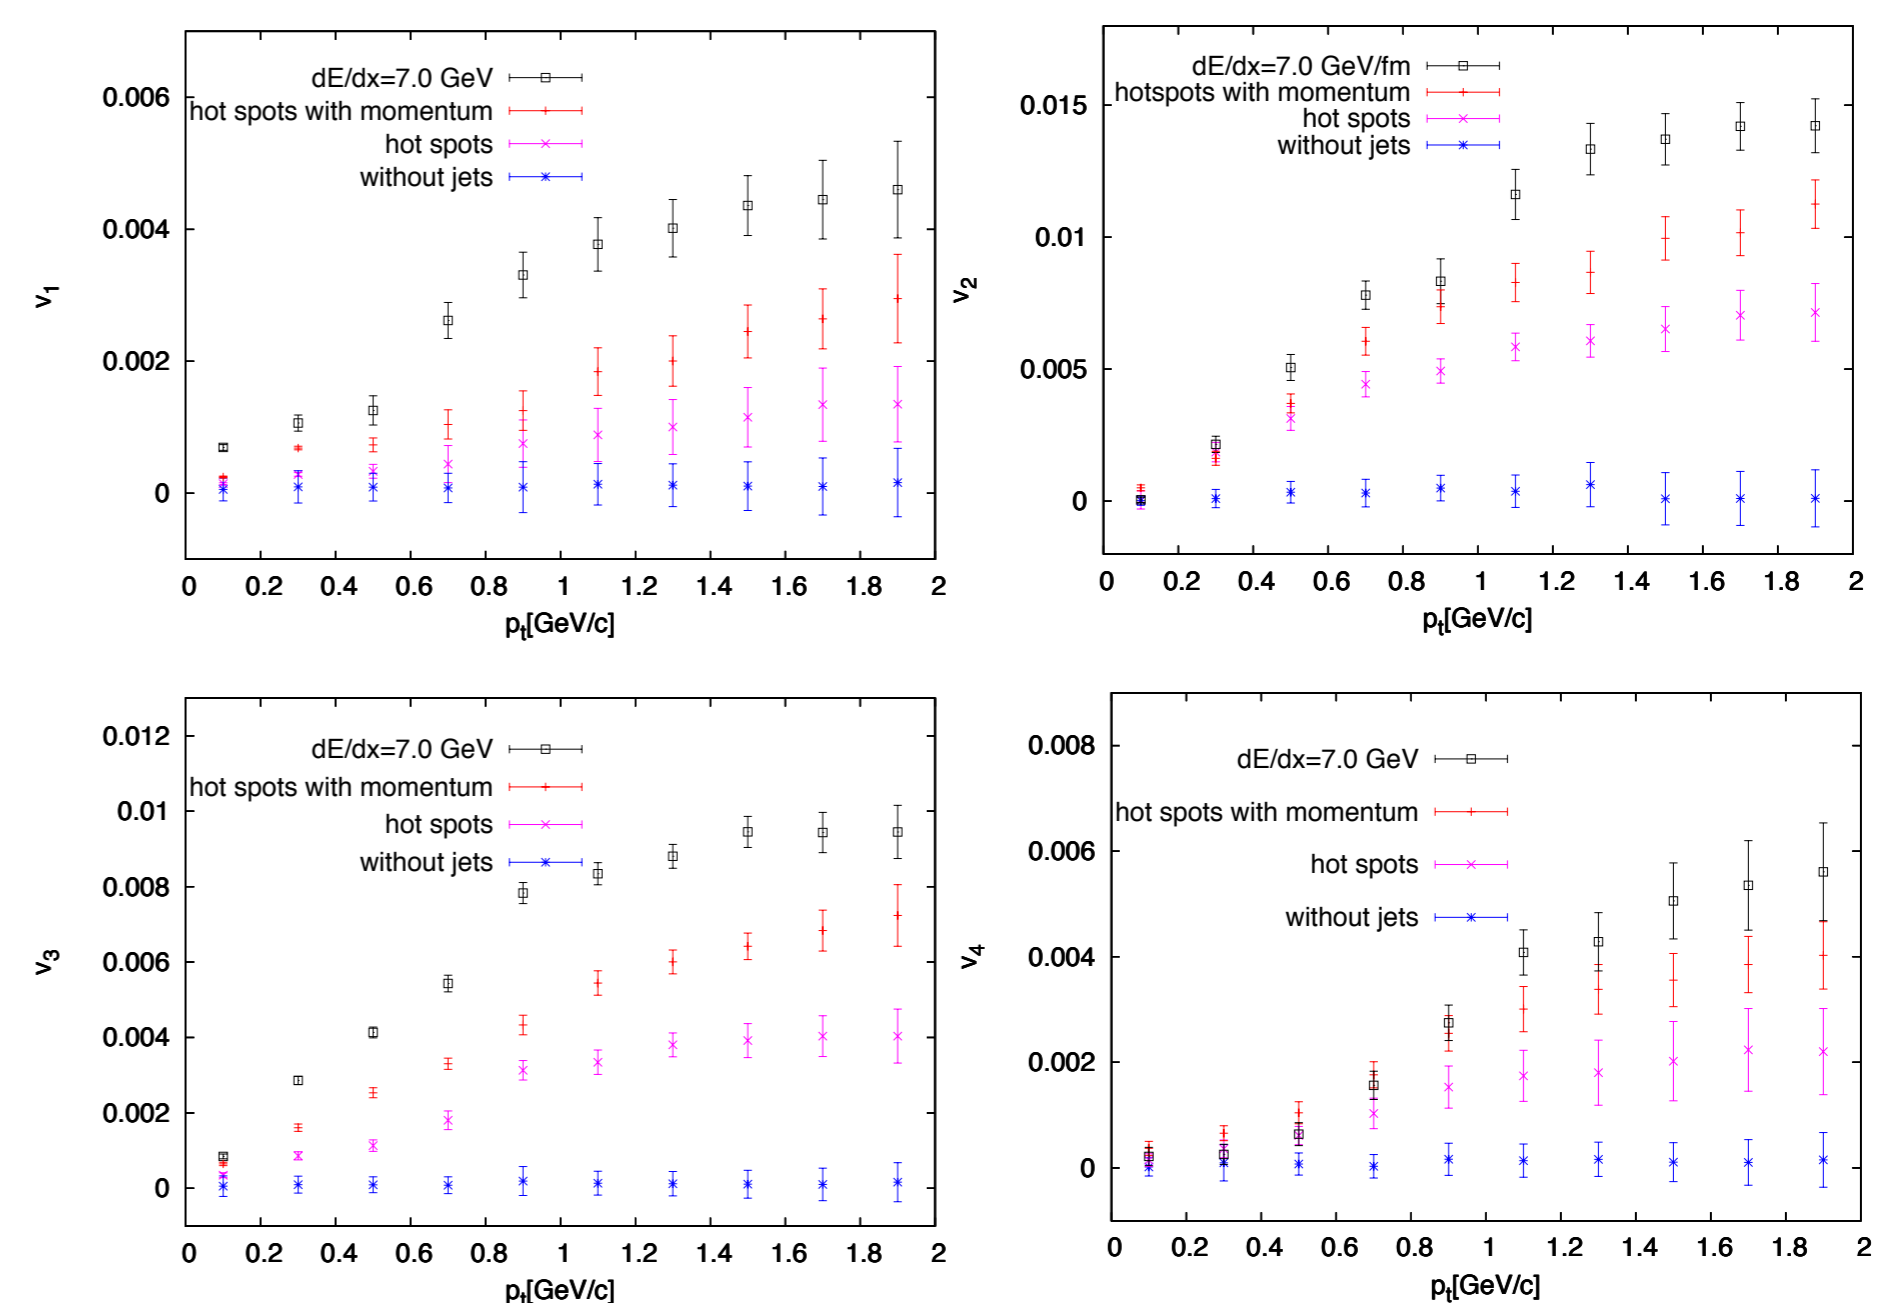 v1
0.006
0.004
0.002
0
dE/dx=7.0 GeV
hot spots with momentum
hot spots
without jets
0 0.2 0.4 0.6 0.8 1 1.2 1.4 1.6 1.8 2
pt[GeV/c]
v2
0.015
0.01
0.005
0
dE/dx=7.0 GeV/fm
hotspots with momentum
hot spots
without jets
0 0.2 0.4 0.6 0.8 1 1.2 1.4 1.6 1.8 2
pt[GeV/c]
v3
0.012
0.01
0.008
0.006
0.004
0.002
0
dE/dx=7.0 GeV
hot spots with momentum
hot spots
without jets
0 0.2 0.4 0.6 0.8 1 1.2 1.4 1.6 1.8 2
pt[GeV/c]
v4
0.008
0.006
0.004
0.002
0
dE/dx=7.0 GeV
hot spots with momentum
hot spots
without jets
0 0.2 0.4 0.6 0.8 1 1.2 1.4 1.6 1.8 2
pt[GeV/c]